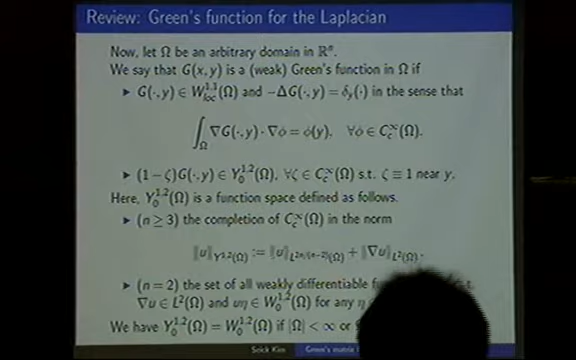 Review: Green's function for the Laplacian
Now, let Ω be an arbitrary domain in ℝⁿ.
We say that G(x, y) is a (weak) Green's function in Ω if
▶ G(·, y) ∈ W^{1,1}_{loc}(Ω) and −ΔG(·, y) = δ_y(·) in the sense that
∫_Ω ∇G(·, y) · ∇ϕ = ϕ(y), ∀ϕ ∈ C_c^∞(Ω).
▶ (1 − ζ)G(·, y) ∈ Y_0^{1,2}(Ω), ∀ζ ∈ C_c^∞(Ω) s.t. ζ ≡ 1 near y.
Here, Y_0^{1,2}(Ω) is a function space defined as follows.
▶ (n ≥ 3) the completion of C_c^∞(Ω) in the norm
‖u‖_{Y^{1,2}(Ω)} := ‖u‖_{L^{2n/(n−2)}(Ω)} + ‖∇u‖_{L²(Ω)}.
▶ (n = 2) the set of all weakly differentiable s.t.
∇u ∈ L²(Ω) and uη ∈ W_0^{1,2}(Ω) for any η
We have Y_0^{1,2}(Ω) = W_0^{1,2}(Ω) if |Ω| < ∞ or
Seick Kim Green's matrix